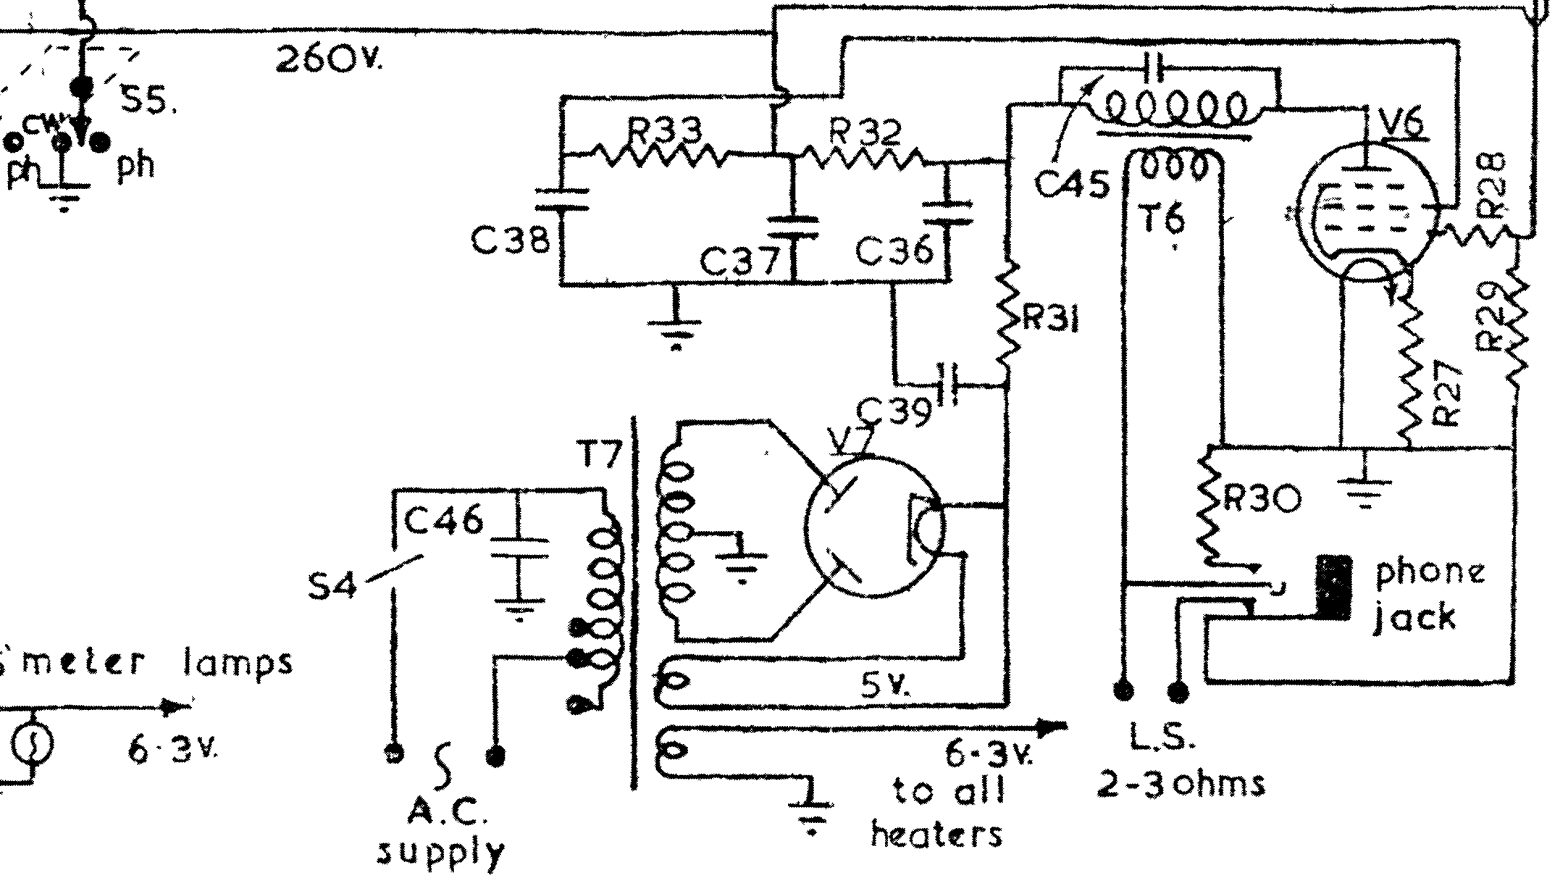 260v.
S5.
CW
ph
ph
R33
R32
C45
V6
R28
T6
C38
C37
C36
R31
R29
R27
C39
V7
T7
C46
R30
S4
phone
jack
'S' meter lamps
6.3v.
5v.
6.3v.
to all
heaters
L.S.
2-3 ohms
A.C.
supply